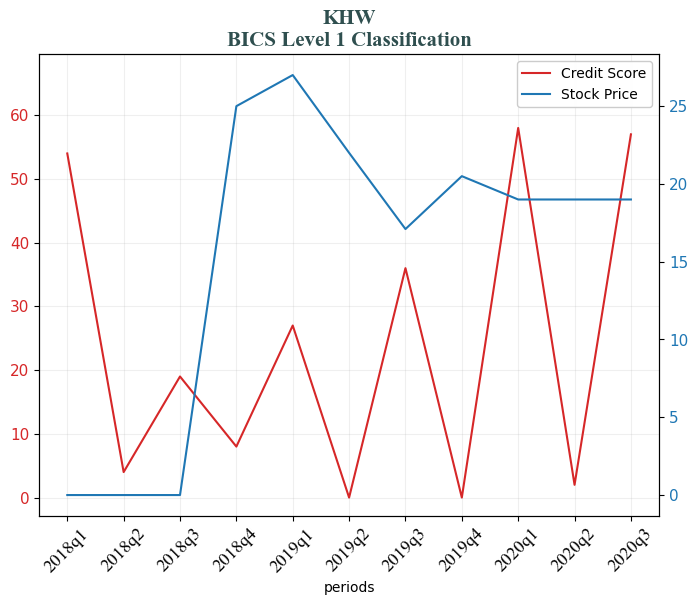 KHW
BICS Level 1 Classification
Credit Score
Stock Price
60
50
40
30
20
10
0
25
20
15
10
5
0
2018q1
2018q2
2018q3
2018q4
2019q1
2019q2
2019q3
2019q4
2020q1
2020q2
2020q3
periods